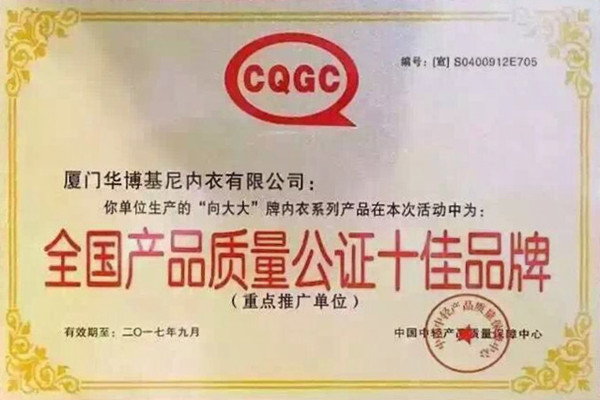 CQGC
编号：[宣] S0400912E705
厦门华博基尼内衣有限公司：
你单位生产的“向大大”牌内衣系列产品在本次活动中为：
全国产品质量公证十佳品牌
（重点推广单位）
有效期至：二〇一七年九月
中国中轻产品质量保障中心